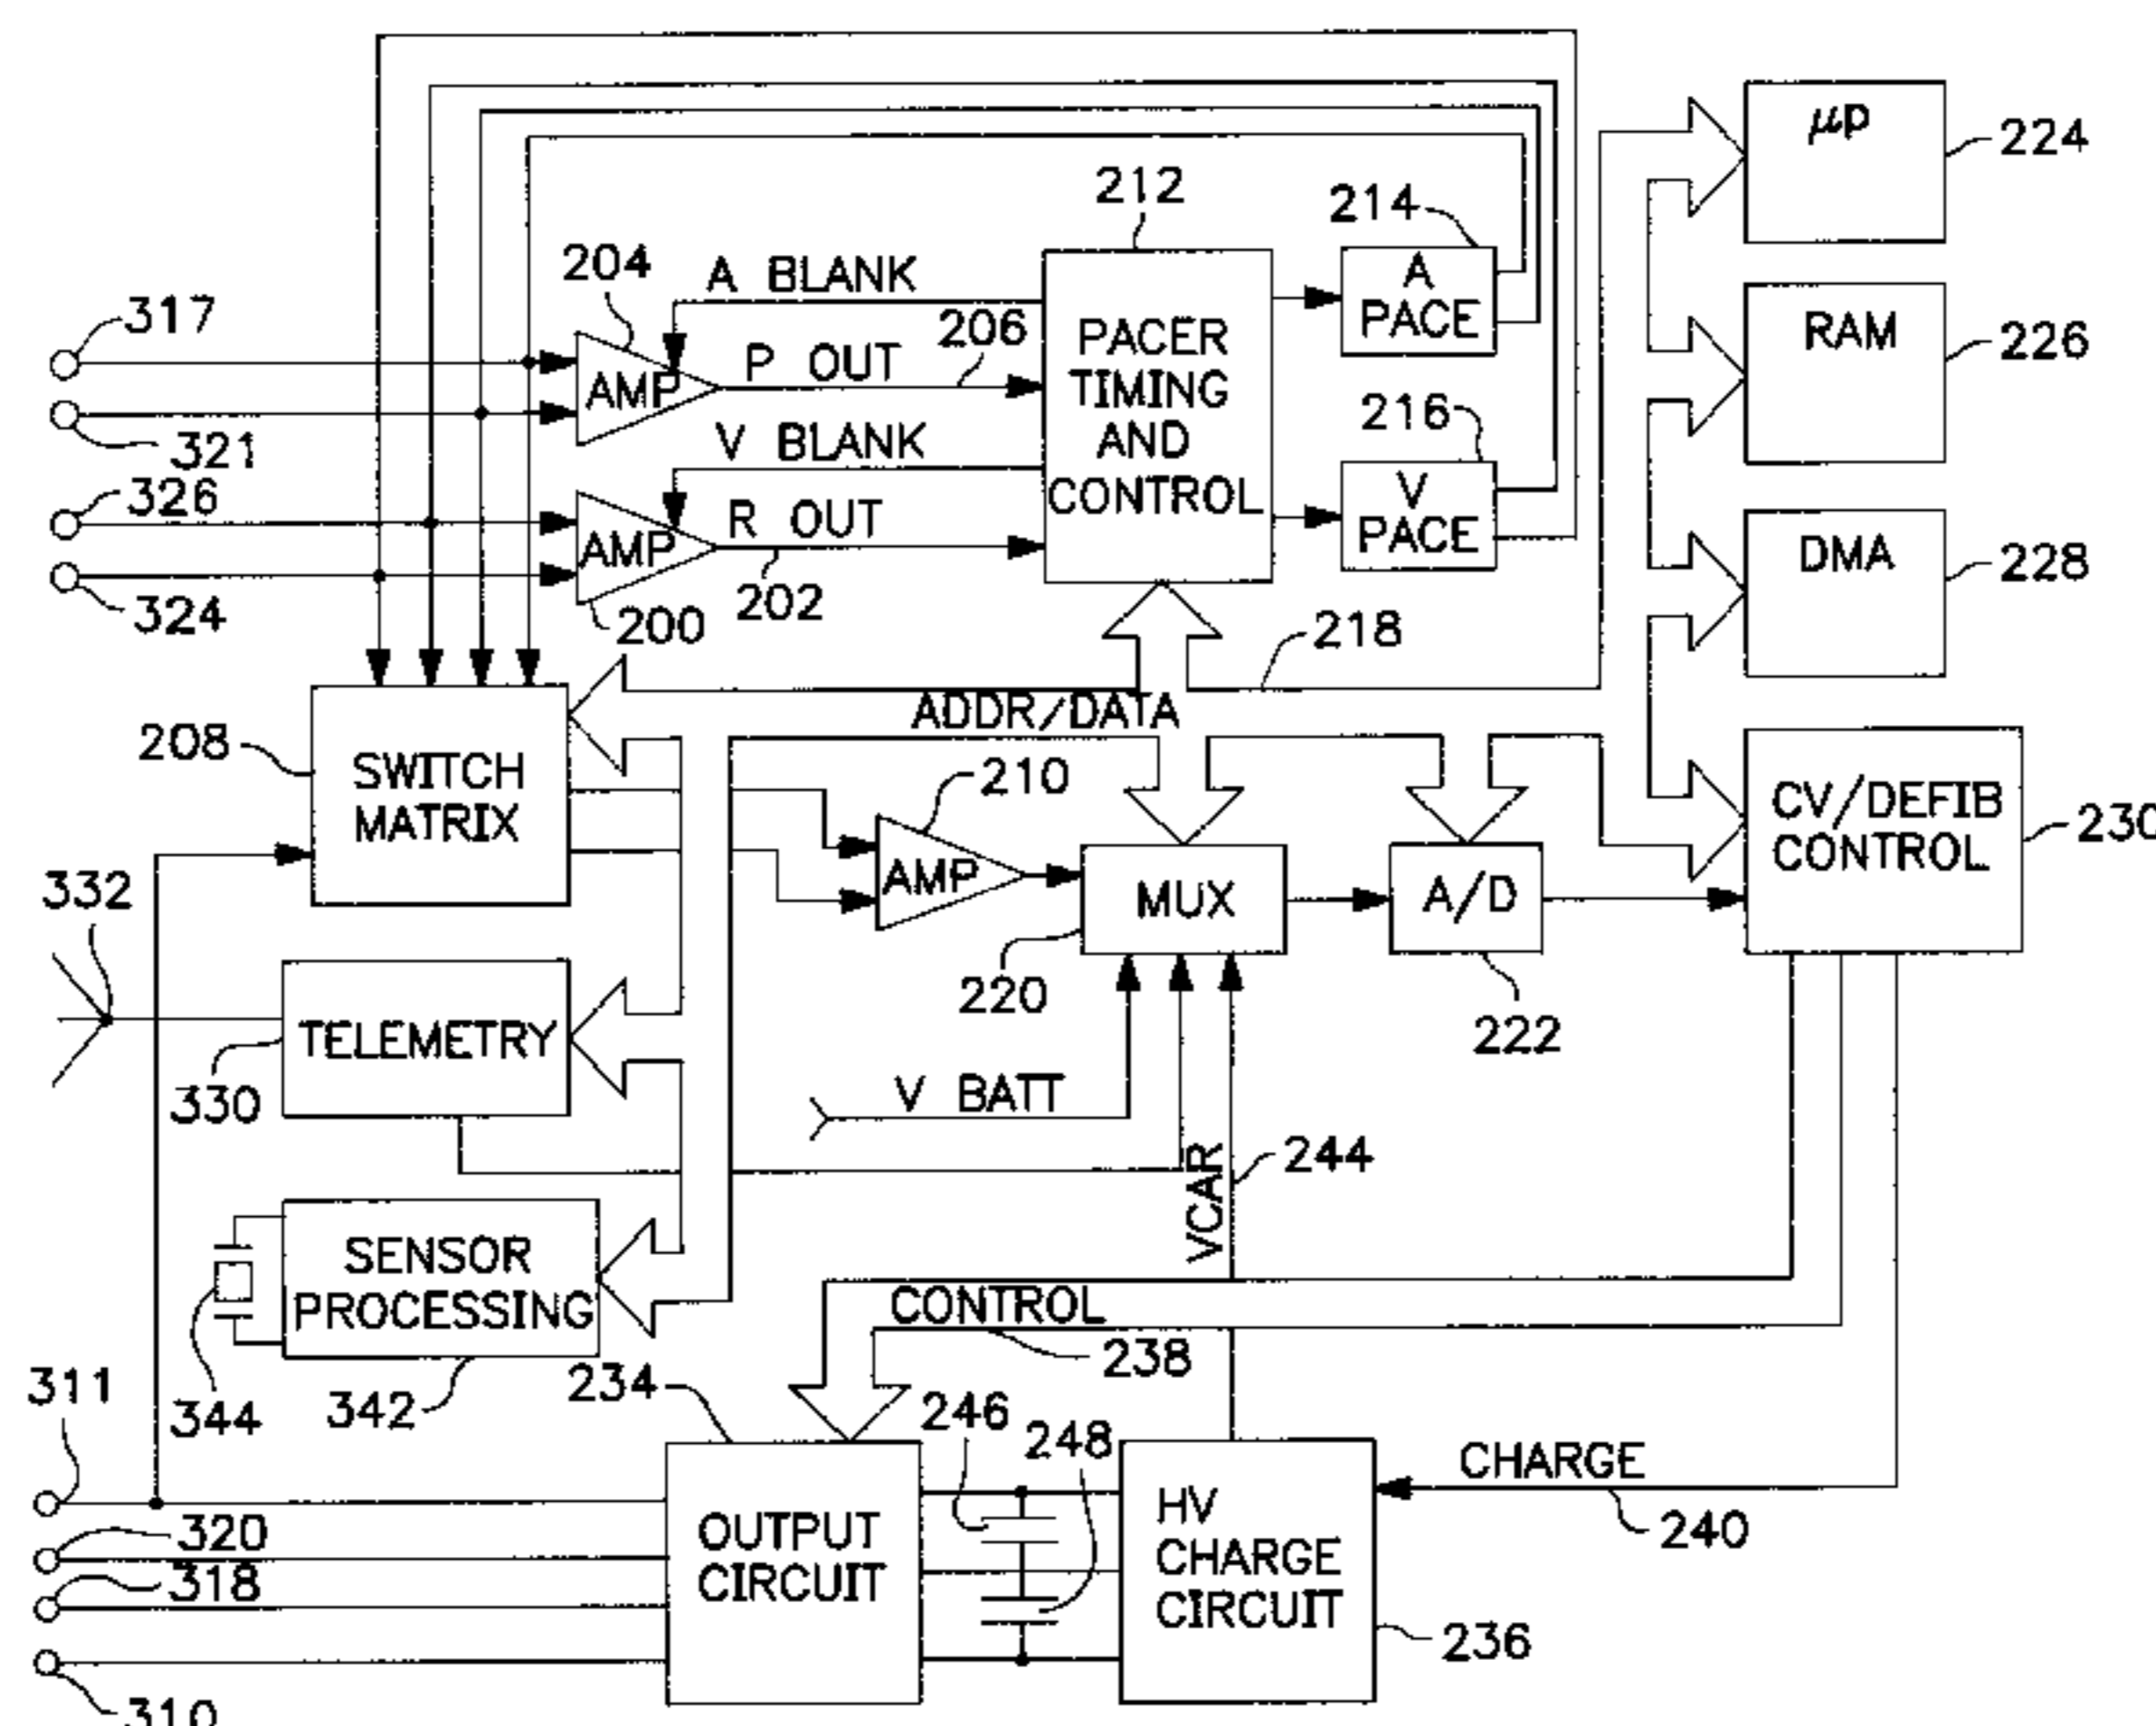 μp
224
212
214
A
PACE
204
A BLANK
206
317
PACER
TIMING
AND
CONTROL
RAM
226
P OUT
AMP
321
V BLANK
216
326
V
PACE
R OUT
AMP
DMA
228
324
200
202
218
ADDR/DATA
208
SWITCH
MATRIX
210
CV/DEFIB
CONTROL
230
AMP
MUX
A/D
332
220
222
TELEMETRY
330
V BATT
VCAR
244
SENSOR
PROCESSING
CONTROL
238
311
344
342
234
246
248
CHARGE
320
318
OUTPUT
CIRCUIT
HV
CHARGE
CIRCUIT
240
236
310